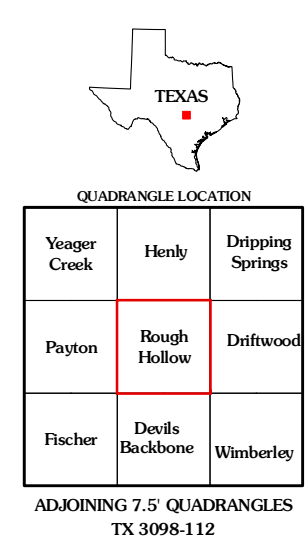 TEXAS
QUADRANGLE LOCATION
Yeager
Creek
Henly
Dripping
Springs
Payton
Rough
Hollow
Driftwood
Fischer
Devils
Backbone
Wimberley
ADJOINING 7.5' QUADRANGLES
TX 3098-112